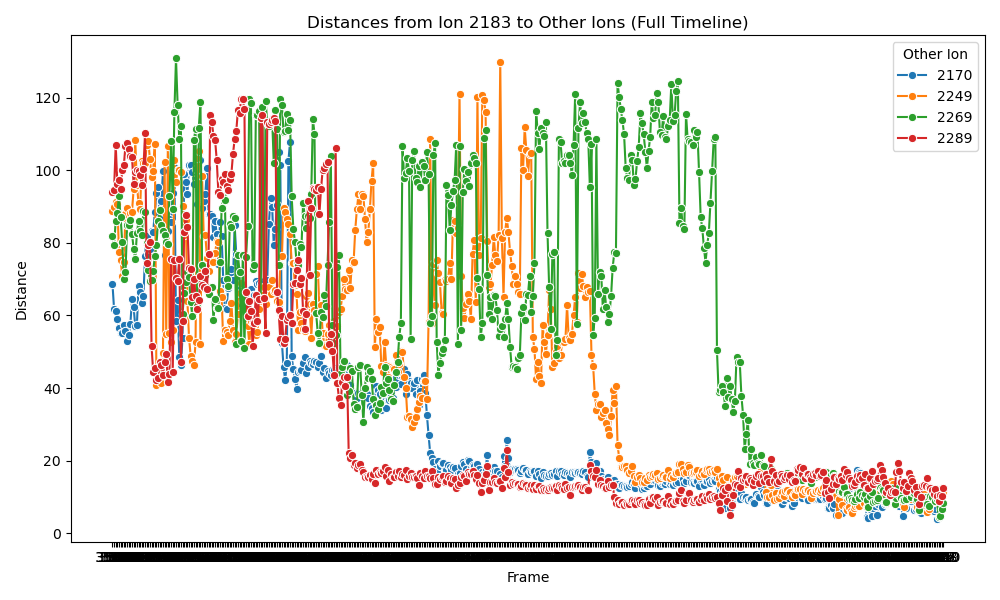 Distances from Ion 2183 to Other Ions (Full Timeline)
Other Ion
2170
2249
2269
2289
120
100
80
60
40
20
0
Distance
Frame